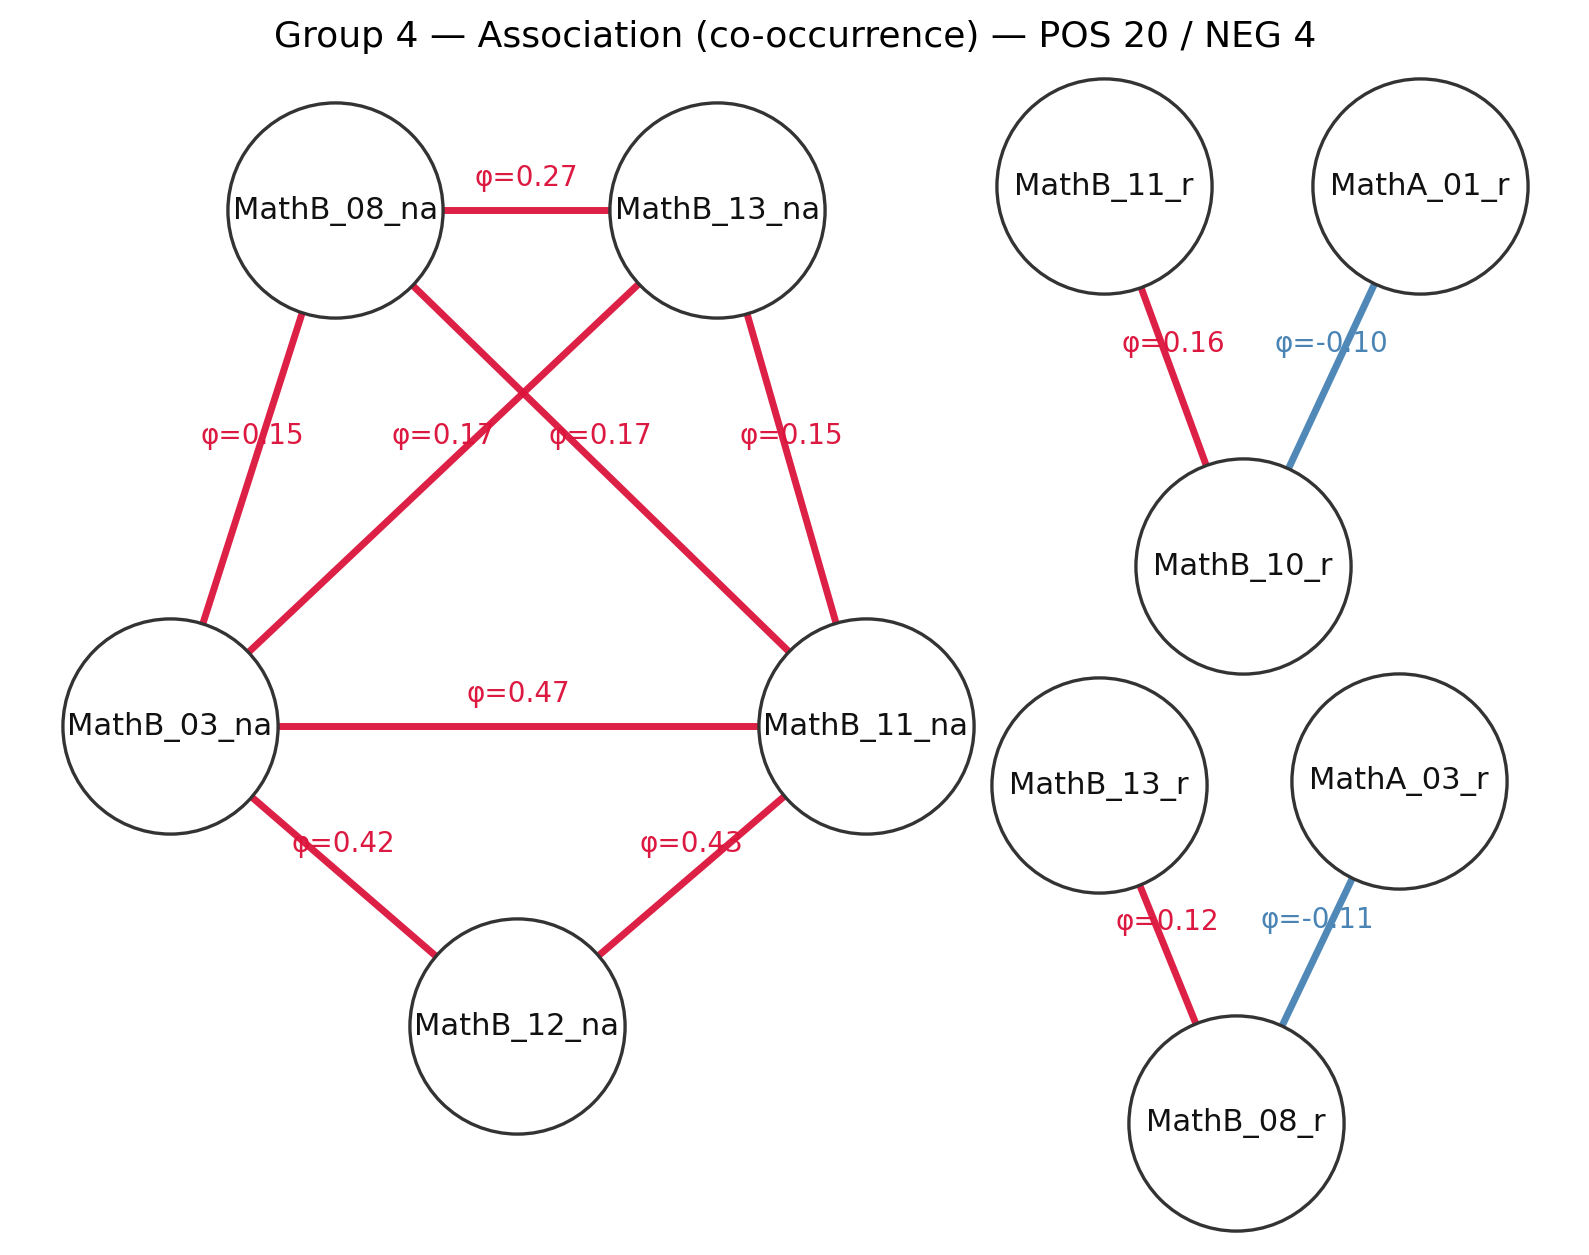 Group 4 — Association (co-occurrence) — POS 20 / NEG 4
MathB_11_r
MathA_01_r
MathB_08_na
φ=0.27
MathB_13_na
φ=0.16
φ=-0.10
φ=0.15
φ=0.17
φ=0.17
φ=0.15
MathB_10_r
φ=0.47
MathB_03_na
MathB_11_na
MathB_13_r
MathA_03_r
φ=0.42
φ=0.43
φ=0.12
φ=-0.11
MathB_12_na
MathB_08_r